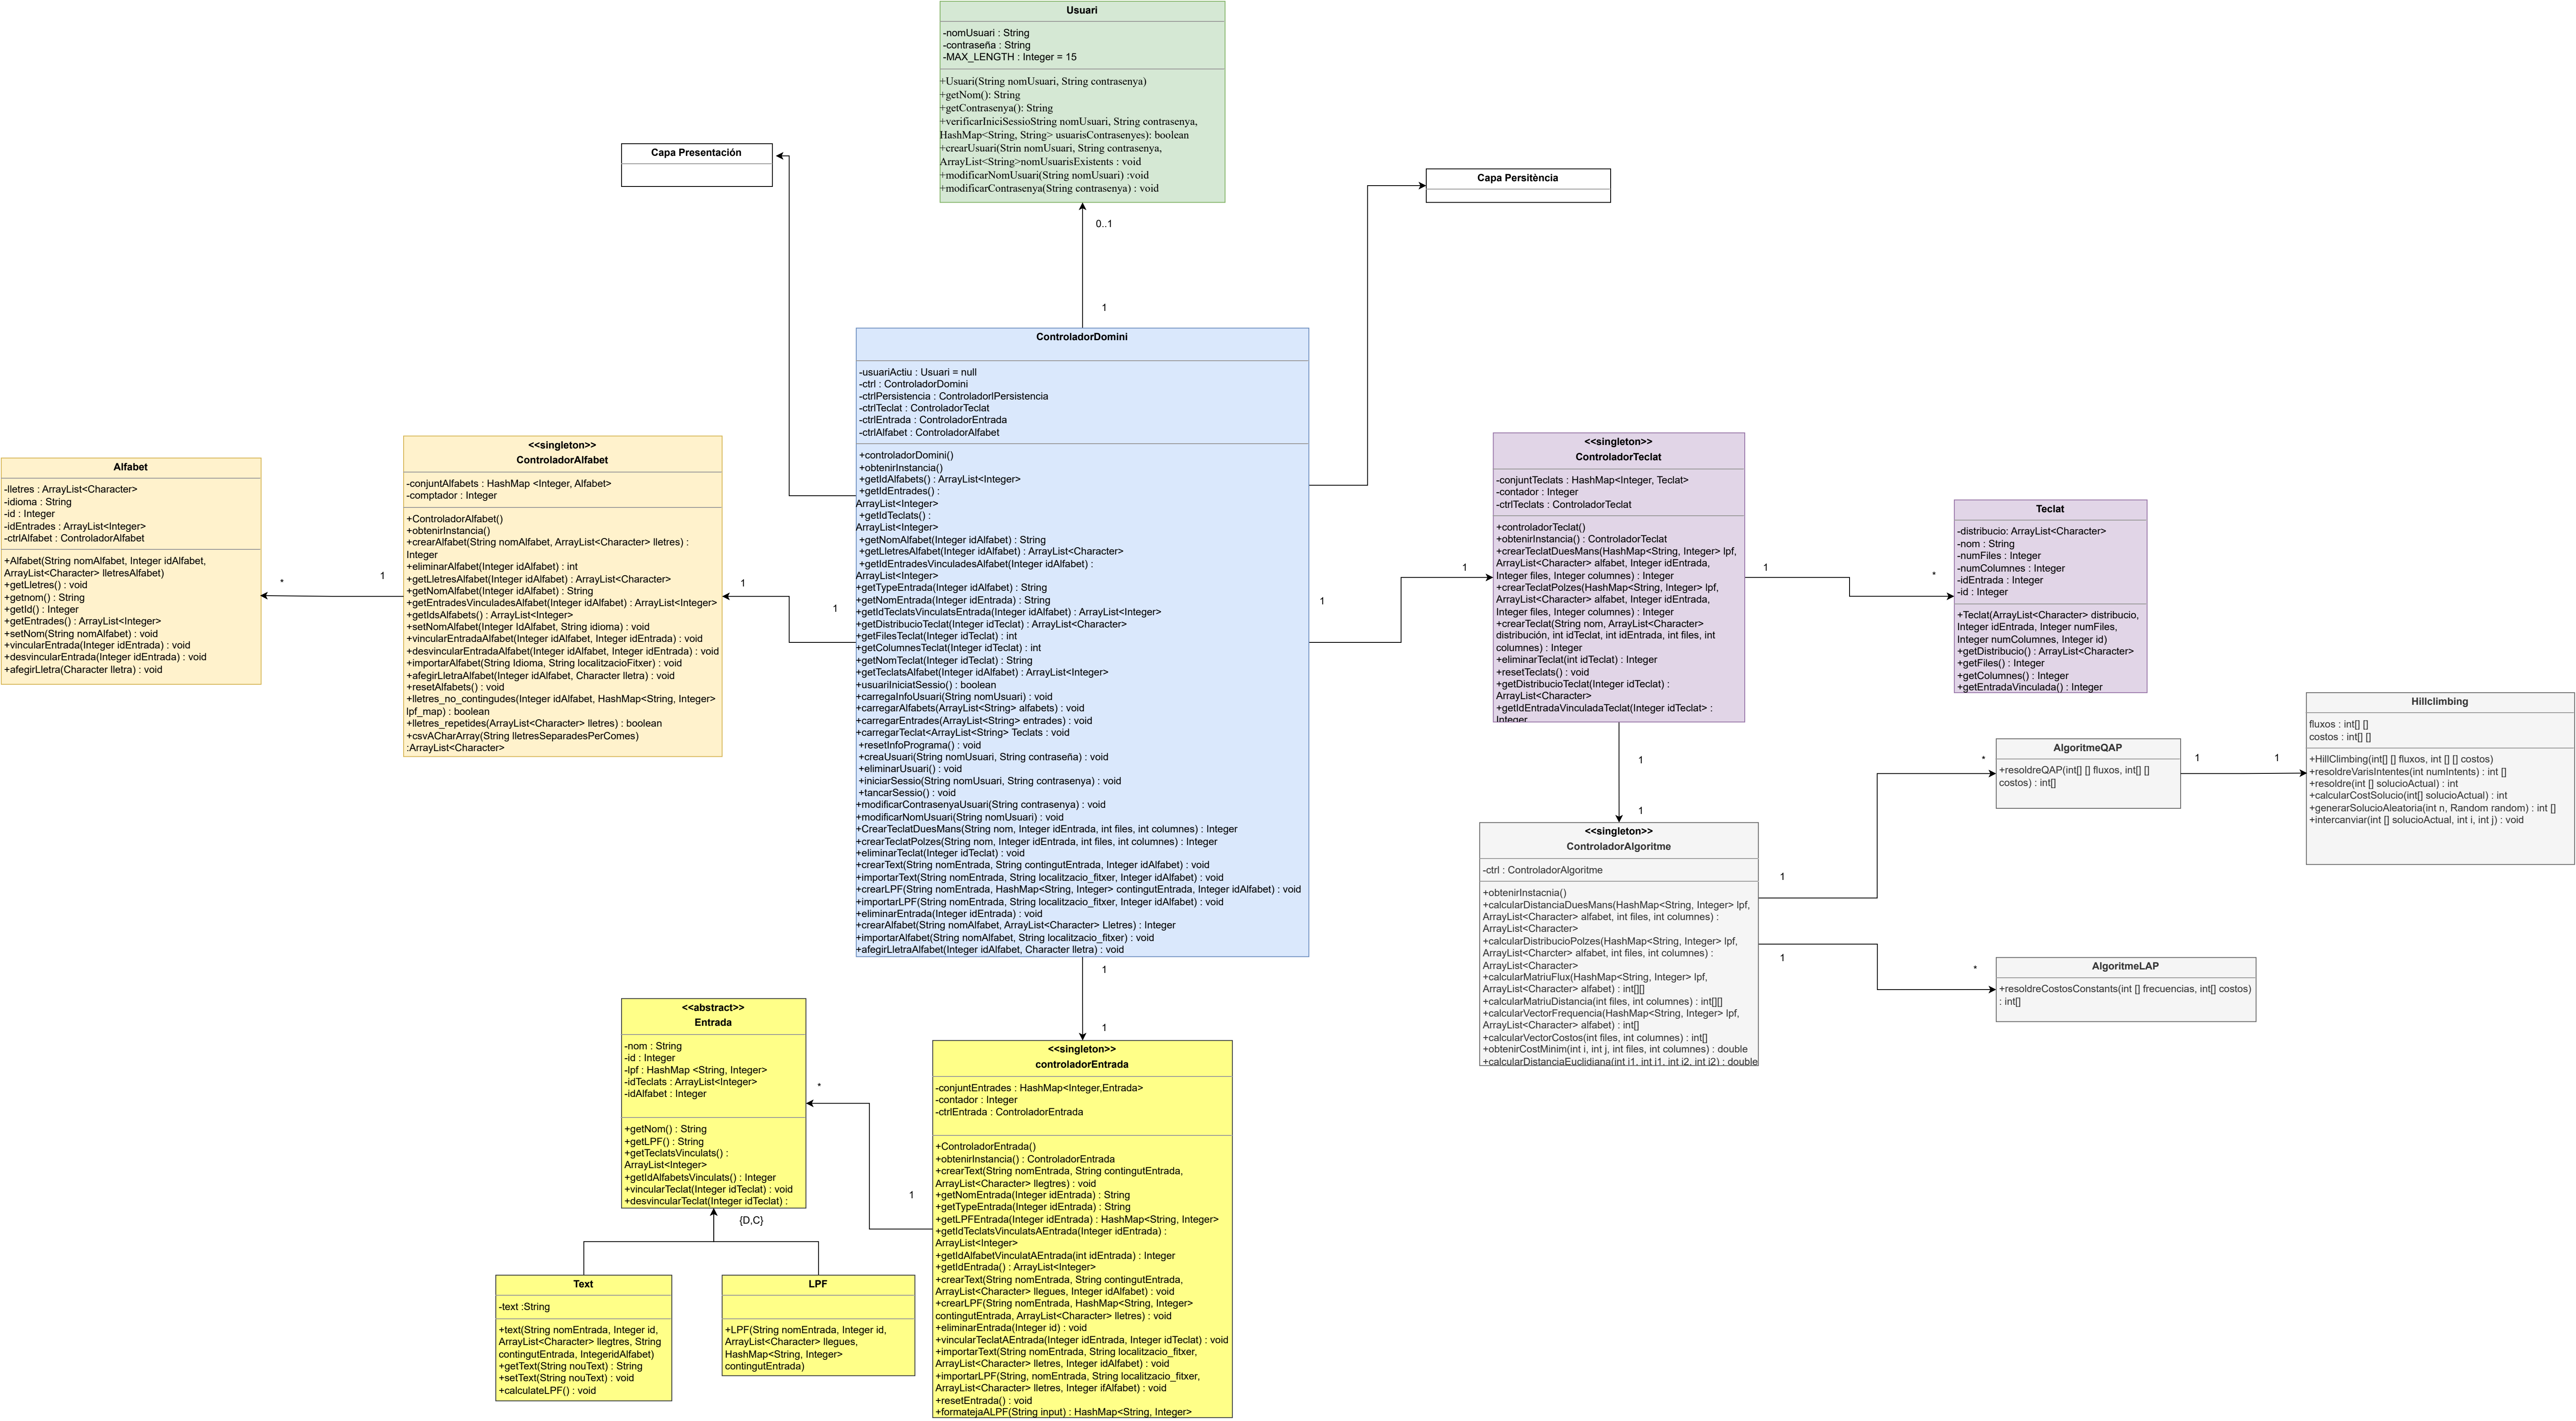 Usuari
-nomUsuari : String
-contraseña : String
-MAX_LENGTH : Integer = 15
+Usuari(String nomUsuari, String contrasenya)
+getNom(): String
+getContrasenya(): String
+verificarIniciSessioString nomUsuari, String contrasenya,
HashMap<String, String> usuarisContrasenyes): boolean
+crearUsuari(Strin nomUsuari, String contrasenya,
ArrayList<String>nomUsuarisExistents : void
+modificarNomUsuari(String nomUsuari) :void
+modificarContrasenya(String contrasenya) : void
Capa Presentación
Capa Persitència
0..1
1
ControladorDomini
-usuariActiu : Usuari = null
-ctrl : ControladorDomini
-ctrlPersistencia : ControladorlPersistencia
-ctrlTeclat : ControladorTeclat
-ctrlEntrada : ControladorEntrada
-ctrlAlfabet : ControladorAlfabet
+controladorDomini()
+obtenirInstancia()
+getIdAlfabets() : ArrayList<Integer>
+getIdEntrades() :
ArrayList<Integer>
+getIdTeclats() :
ArrayList<Integer>
+getNomAlfabet(Integer idAlfabet) : String
+getLletresAlfabet(Integer idAlfabet) : ArrayList<Character>
+getIdEntradesVinculadesAlfabet(Integer idAlfabet) :
ArrayList<Integer>
+getTypeEntrada(Integer idAlfabet) : String
+getNomEntrada(Integer idEntrada) : String
+getIdTeclatsVinculatsEntrada(Integer idAlfabet) : ArrayList<Integer>
+getDistribucioTeclat(Integer idTeclat) : ArrayList<Character>
+getFilesTeclat(Integer idTeclat) : int
+getColumnesTeclat(Integer idTeclat) : int
+getNomTeclat(Integer idTeclat) : String
+getTeclatsAlfabet(Integer idAlfabet) : ArrayList<Integer>
+usuariIniciatSessio() : boolean
+carregaInfoUsuari(String nomUsuari) : void
+carregarAlfabets(ArrayList<String> alfabets) : void
+carregarEntrades(ArrayList<String> entrades) : void
+carregarTeclat<ArrayList<String> Teclats : void
+resetInfoPrograma() : void
+creaUsuari(String nomUsuari, String contraseña) : void
+eliminarUsuari() : void
+iniciarSessio(String nomUsuari, String contrasenya) : void
+tancarSessio() : void
+modificarContrasenyaUsuari(String contrasenya) : void
+modificarNomUsuari(String nomUsuari) : void
+CrearTeclatDuesMans(String nom, Integer idEntrada, int files, int columnes) : Integer
+crearTeclatPolzes(String nom, Integer idEntrada, int files, int columnes) : Integer
+eliminarTeclat(Integer idTeclat) : void
+crearText(String nomEntrada, String contingutEntrada, Integer idAlfabet) : void
+importarText(String nomEntrada, String localitzacio_fitxer, Integer idAlfabet) : void
+crearLPF(String nomEntrada, HashMap<String, Integer> contingutEntrada, Integer idAlfabet) : void
+importarLPF(String nomEntrada, String localitzacio_fitxer, Integer idAlfabet) : void
+eliminarEntrada(Integer idEntrada) : void
+crearAlfabet(String nomAlfabet, ArrayList<Character> Lletres) : Integer
+importarAlfabet(String nomAlfabet, String localitzacio_fitxer) : void
+afegirLletraAlfabet(Integer idAlfabet, Character lletra) : void
Alfabet
-lletres : ArrayList<Character>
-idioma : String
-id : Integer
-idEntrades : ArrayList<Integer>
-ctrlAlfabet : ControladorAlfabet
+Alfabet(String nomAlfabet, Integer idAlfabet,
ArrayList<Character> lletresAlfabet)
+getLletres() : void
+getnom() : String
+getId() : Integer
+getEntrades() : ArrayList<Integer>
+setNom(String nomAlfabet) : void
+vincularEntrada(Integer idEntrada) : void
+desvincularEntrada(Integer idEntrada) : void
+afegirLletra(Character lletra) : void
*
1
<<singleton>>
ControladorAlfabet
-conjuntAlfabets : HashMap <Integer, Alfabet>
-comptador : Integer
+ControladorAlfabet()
+obtenirInstancia()
+crearAlfabet(String nomAlfabet, ArrayList<Character> lletres) :
Integer
+eliminarAlfabet(Integer idAlfabet) : int
+getLletresAlfabet(Integer idAlfabet) : ArrayList<Character>
+getNomAlfabet(Integer idAlfabet) : String
+getEntradesVinculadesAlfabet(Integer idAlfabet) : ArrayList<Integer>
+getIdsAlfabets() : ArrayList<Integer>
+setNomAlfabet(Integer IdAlfabet, String idioma) : void
+vincularEntradaAlfabet(Integer idAlfabet, Integer idEntrada) : void
+desvincularEntradaAlfabet(Integer idAlfabet, Integer idEntrada) : void
+importarAlfabet(String Idioma, String localitzacioFitxer) : void
+afegirLletraAlfabet(Integer idAlfabet, Character lletra) : void
+resetAlfabets() : void
+lletres_no_contingudes(Integer idAlfabet, HashMap<String, Integer>
lpf_map) : boolean
+lletres_repetides(ArrayList<Character> lletres) : boolean
+csvACharArray(String lletresSeparadesPerComes)
:ArrayList<Character>
1
1
1
1
<<singleton>>
ControladorTeclat
-conjuntTeclats : HashMap<Integer, Teclat>
-contador : Integer
-ctrlTeclats : ControladorTeclat
+controladorTeclat()
+obtenirInstancia() : ControladorTeclat
+crearTeclatDuesMans(HashMap<String, Integer> lpf,
ArrayList<Character> alfabet, Integer idEntrada,
Integer files, Integer columnes) : Integer
+crearTeclatPolzes(HashMap<String, Integer> lpf,
ArrayList<Character> alfabet, Integer idEntrada,
Integer files, Integer columnes) : Integer
+crearTeclat(String nom, ArrayList<Character>
distribución, int idTeclat, int idEntrada, int files, int
columnes) : Integer
+eliminarTeclat(int idTeclat) : Integer
+resetTeclats() : void
+getDistribucioTeclat(Integer idTeclat) :
ArrayList<Character>
+getIdEntradaVinculadaTeclat(Integer idTeclat> :
Integer
1
*
Teclat
-distribucio: ArrayList<Character>
-nom : String
-numFiles : Integer
-numColumnes : Integer
-idEntrada : Integer
-id : Integer
+Teclat(ArrayList<Character> distribucio,
Integer idEntrada, Integer numFiles,
Integer numColumnes, Integer id)
+getDistribucio() : ArrayList<Character>
+getFiles() : Integer
+getColumnes() : Integer
+getEntradaVinculada() : Integer
1
1
<<singleton>>
ControladorAlgoritme
-ctrl : ControladorAlgoritme
+obtenirInstacnia()
+calcularDistanciaDuesMans(HashMap<String, Integer> lpf,
ArrayList<Character> alfabet, int files, int columnes) :
ArrayList<Character>
+calcularDistribucioPolzes(HashMap<String, Integer> lpf,
ArrayList<Charcter> alfabet, int files, int columnes) :
ArrayList<Character>
+calcularMatriuFlux(HashMap<String, Integer> lpf,
ArrayList<Character> alfabet) : int[][]
+calcularMatriuDistancia(int files, int columnes) : int[][]
+calcularVectorFrequencia(HashMap<String, Integer> lpf,
ArrayList<Character> alfabet) : int[]
+calcularVectorCostos(int files, int columnes) : int[]
+obtenirCostMinim(int i, int j, int files, int columnes) : double
+calcularDistanciaEuclidiana(int i1, int j1, int i2, int j2) : double
1
*
AlgoritmeQAP
+resoldreQAP(int[] [] fluxos, int[] []
costos) : int[]
1
1
Hillclimbing
fluxos : int[] []
costos : int[] []
+HillClimbing(int[] [] fluxos, int [] [] costos)
+resoldreVarisIntentes(int numIntents) : int []
+resoldre(int [] solucioActual) : int
+calcularCostSolucio(int[] solucioActual) : int
+generarSolucioAleatoria(int n, Random random) : int []
+intercanviar(int [] solucioActual, int i, int j) : void
1
*
AlgoritmeLAP
+resoldreCostosConstants(int [] frecuencias, int[] costos)
: int[]
1
1
<<abstract>>
Entrada
-nom : String
-id : Integer
-lpf : HashMap <String, Integer>
-idTeclats : ArrayList<Integer>
-idAlfabet : Integer
+getNom() : String
+getLPF() : String
+getTeclatsVinculats() :
ArrayList<Integer>
+getIdAlfabetsVinculats() : Integer
+vincularTeclat(Integer idTeclat) : void
+desvincularTeclat(Integer idTeclat) :
*
1
{D,C}
Text
-text :String
+text(String nomEntrada, Integer id,
ArrayList<Character> llegtres, String
contingutEntrada, IntegeridAlfabet)
+getText(String nouText) : String
+setText(String nouText) : void
+calculateLPF() : void
LPF
+LPF(String nomEntrada, Integer id,
ArrayList<Character> llegues,
HashMap<String, Integer>
contingutEntrada)
<<singleton>>
controladorEntrada
-conjuntEntrades : HashMap<Integer,Entrada>
-contador : Integer
-ctrlEntrada : ControladorEntrada
+ControladorEntrada()
+obtenirInstancia() : ControladorEntrada
+crearText(String nomEntrada, String contingutEntrada,
ArrayList<Character> llegtres) : void
+getNomEntrada(Integer idEntrada) : String
+getTypeEntrada(Integer idEntrada) : String
+getLPFEntrada(Integer idEntrada) : HashMap<String, Integer>
+getIdTeclatsVinculatsAEntrada(Integer idEntrada) :
ArrayList<Integer>
+getIdAlfabetVinculatAEntrada(int idEntrada) : Integer
+getIdEntrada() : ArrayList<Integer>
+crearText(String nomEntrada, String contingutEntrada,
ArrayList<Character> llegues, Integer idAlfabet) : void
+crearLPF(String nomEntrada, HashMap<String, Integer>
contingutEntrada, ArrayList<Character> lletres) : void
+eliminarEntrada(Integer id) : void
+vincularTeclatAEntrada(Integer idEntrada, Integer idTeclat) : void
+importarText(String nomEntrada, String localitzacio_fitxer,
ArrayList<Character> lletres, Integer idAlfabet) : void
+importarLPF(String, nomEntrada, String localitzacio_fitxer,
ArrayList<Character> lletres, Integer ifAlfabet) : void
+resetEntrada() : void
+formatejaALPF(String input) : HashMap<String, Integer>